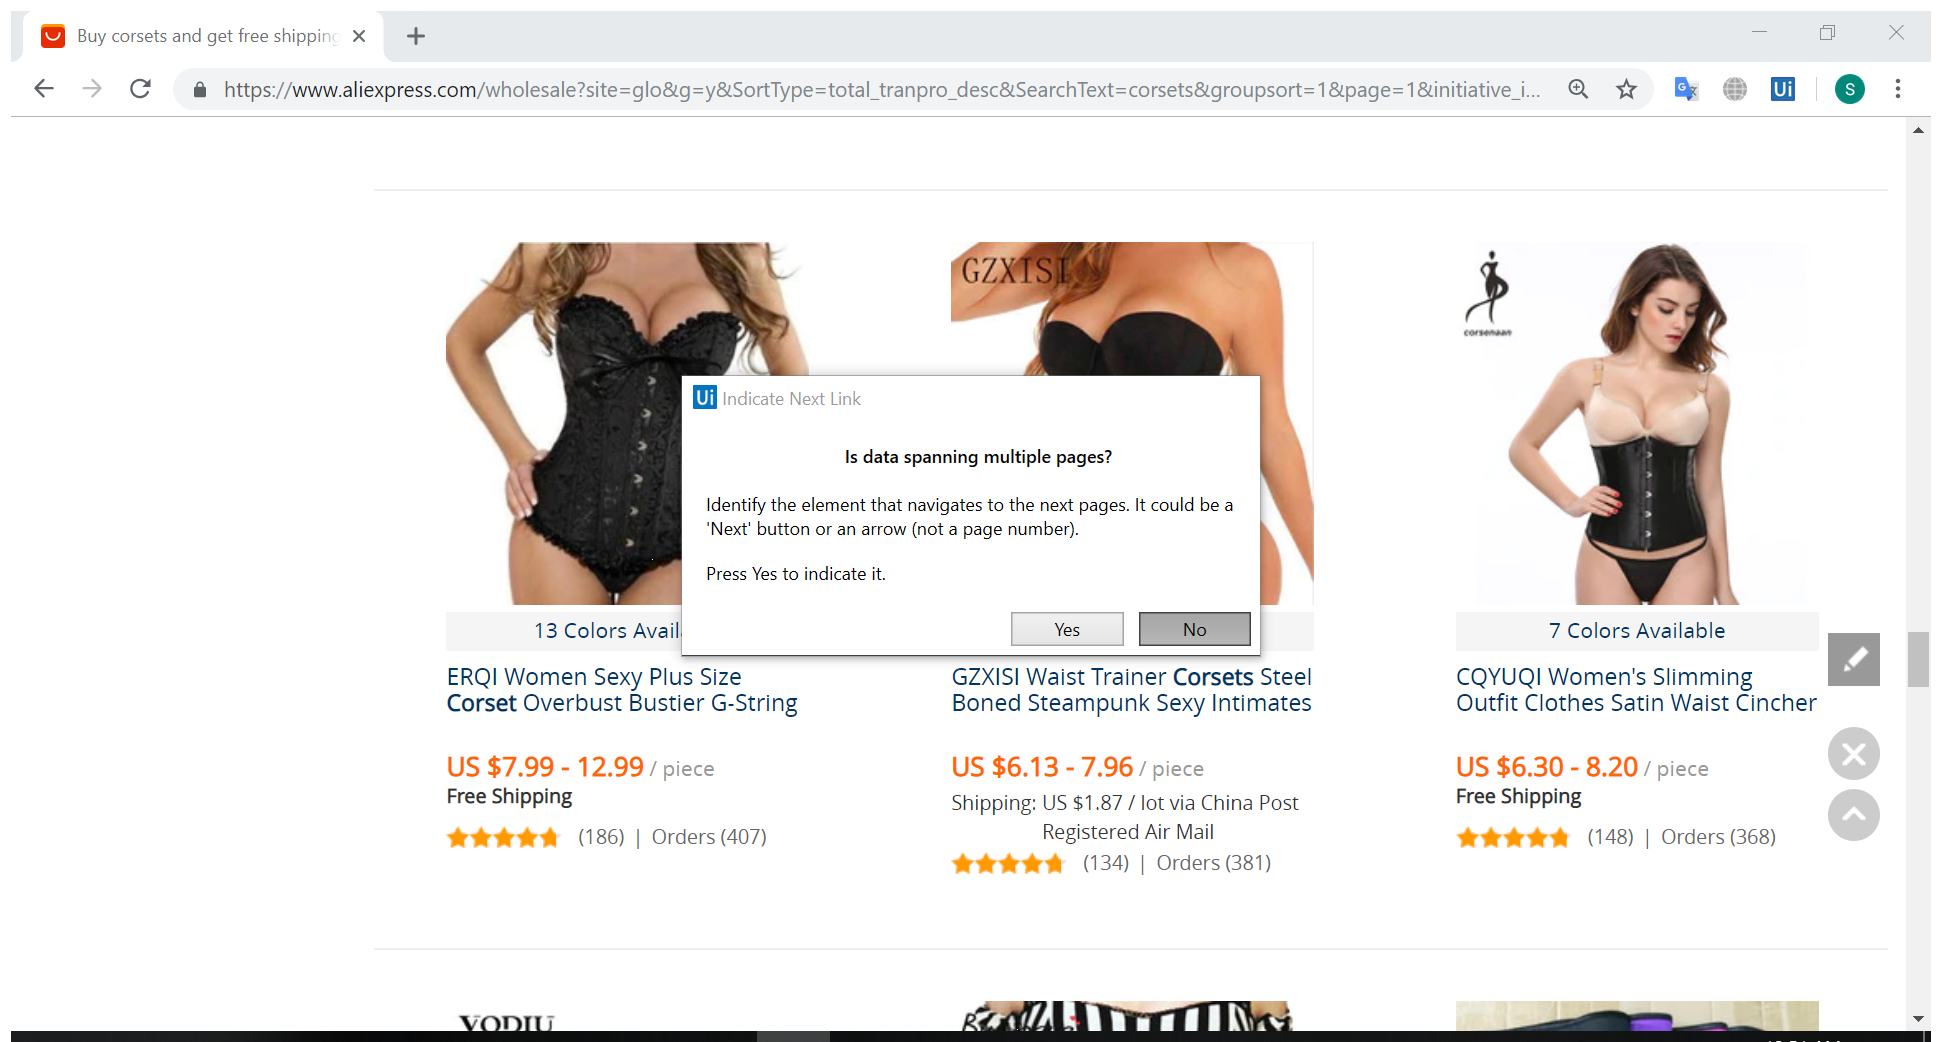 Buy corsets and get free shipping
https://www.aliexpress.com/wholesale?site=glo&g=y&SortType=total_tranpro_desc&SearchText=corsets&groupsort=1&page=1&initiative_i...
Ui
S
GZXISI
corsenaan
Ui Indicate Next Link
Is data spanning multiple pages?
Identify the element that navigates to the next pages. It could be a
'Next' button or an arrow (not a page number).
Press Yes to indicate it.
Yes
No
13 Colors Avail
7 Colors Available
ERQI Women Sexy Plus Size
Corset Overbust Bustier G-String
US $7.99 - 12.99 / piece
Free Shipping
(186) | Orders (407)
GZXISI Waist Trainer Corsets Steel
Boned Steampunk Sexy Intimates
US $6.13 - 7.96 / piece
Shipping: US $1.87 / lot via China Post
Registered Air Mail
(134) | Orders (381)
CQYUQI Women's Slimming
Outfit Clothes Satin Waist Cincher
US $6.30 - 8.20 / piece
Free Shipping
(148) | Orders (368)
VODIU